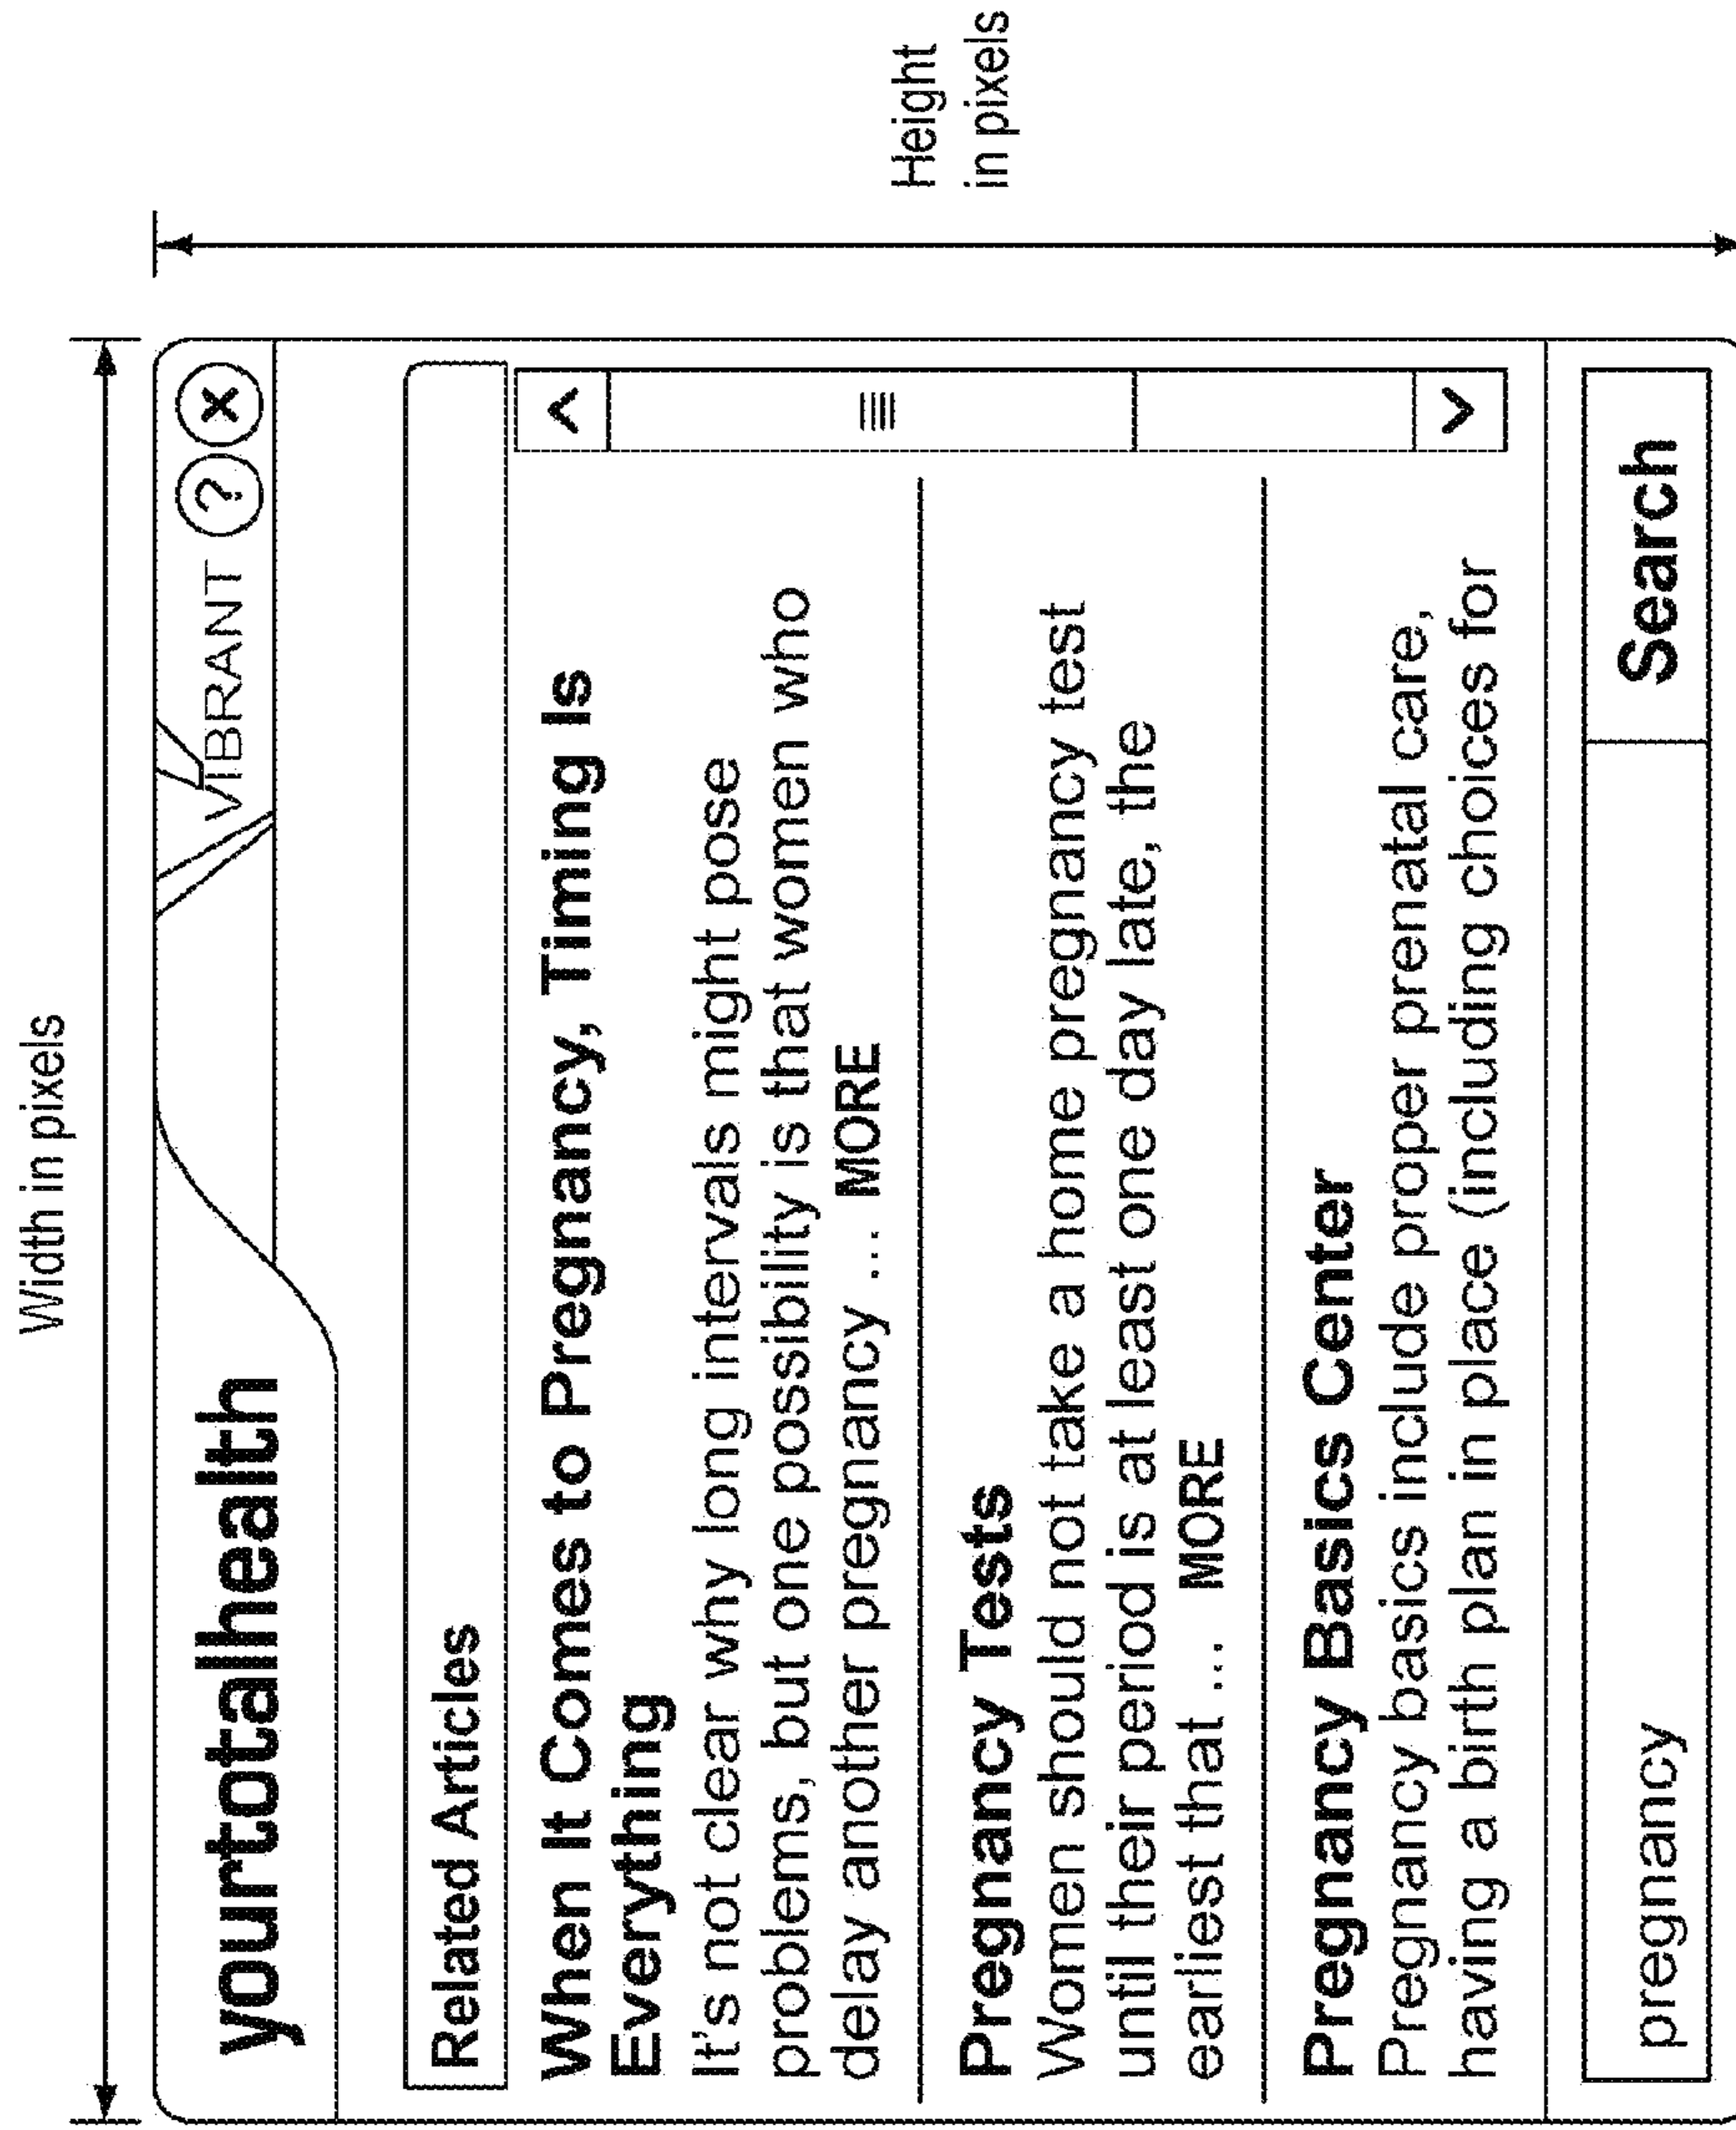 Width in pixels
yourtotalhealth
VIBRANT ? X
Height
in pixels
Related Articles
When It Comes to Pregnancy, Timing Is
Everything
It's not clear why long intervals might pose
problems, but one possibility is that women who
delay another pregnancy ... MORE
Pregnancy Tests
Women should not take a home pregnancy test
until their period is at least one day late, the
earliest that ... MORE
Pregnancy Basics Center
Pregnancy basics include proper prenatal care,
having a birth plan in place (including choices for
pregnancy
Search